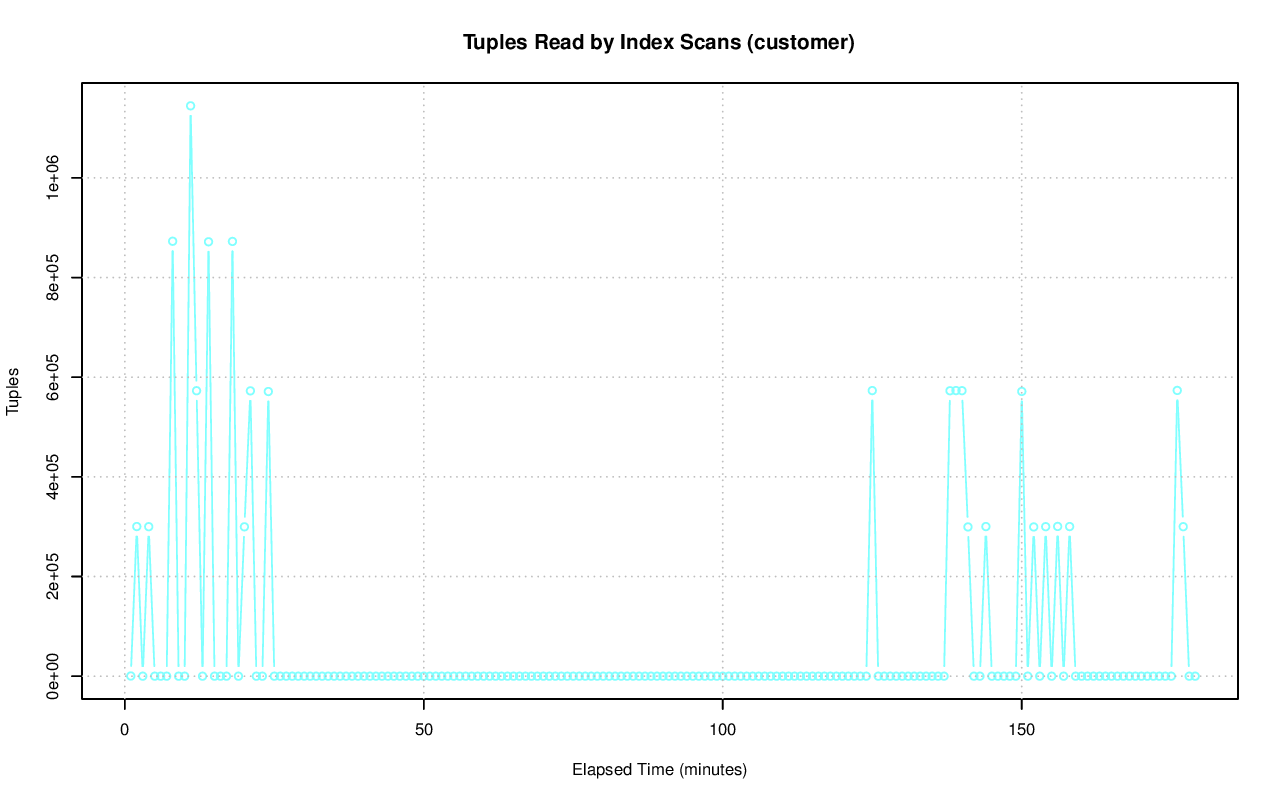 Tuples Read by Index Scans (customer)
Tuples
1e+06
8e+05
6e+05
4e+05
2e+05
0e+00
0 50 100 150
Elapsed Time (minutes)